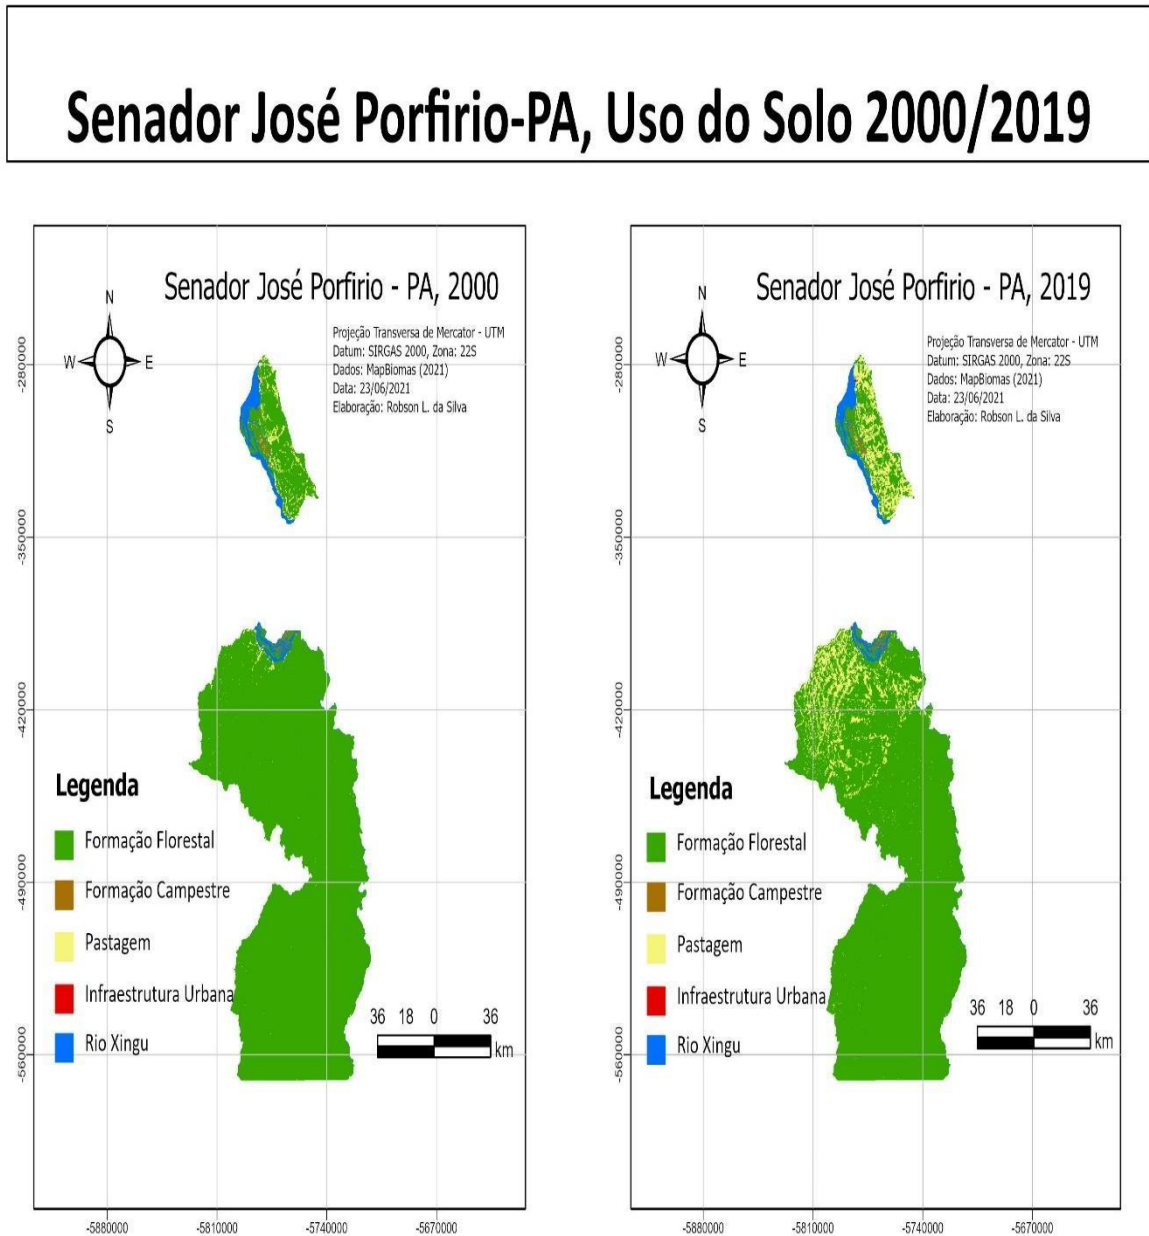 Senador José Porfirio-PA, Uso do Solo 2000/2019
Senador José Porfirio - PA, 2000
N
W
E
S
Projeção Transversa de Mercator - UTM
Datum: SIRGAS 2000, Zona: 22S
Dados: MapBiomas (2021)
Data: 23/06/2021
Elaboração: Robson L. da Silva
-280000
-350000
-420000
-490000
-560000
Legenda
Formação Florestal
Formação Campestre
Pastagem
Infraestrutura Urbana
Rio Xingu
36 18 0 36
km
-5880000 -5810000 -5740000 -5670000
Senador José Porfirio - PA, 2019
N
W
E
S
Projeção Transversa de Mercator - UTM
Datum: SIRGAS 2000, Zona: 22S
Dados: MapBiomas (2021)
Data: 23/06/2021
Elaboração: Robson L. da Silva
-280000
-350000
-420000
-490000
-560000
Legenda
Formação Florestal
Formação Campestre
Pastagem
Infraestrutura Urbana
Rio Xingu
36 18 0 36
km
-5880000 -5810000 -5740000 -5670000